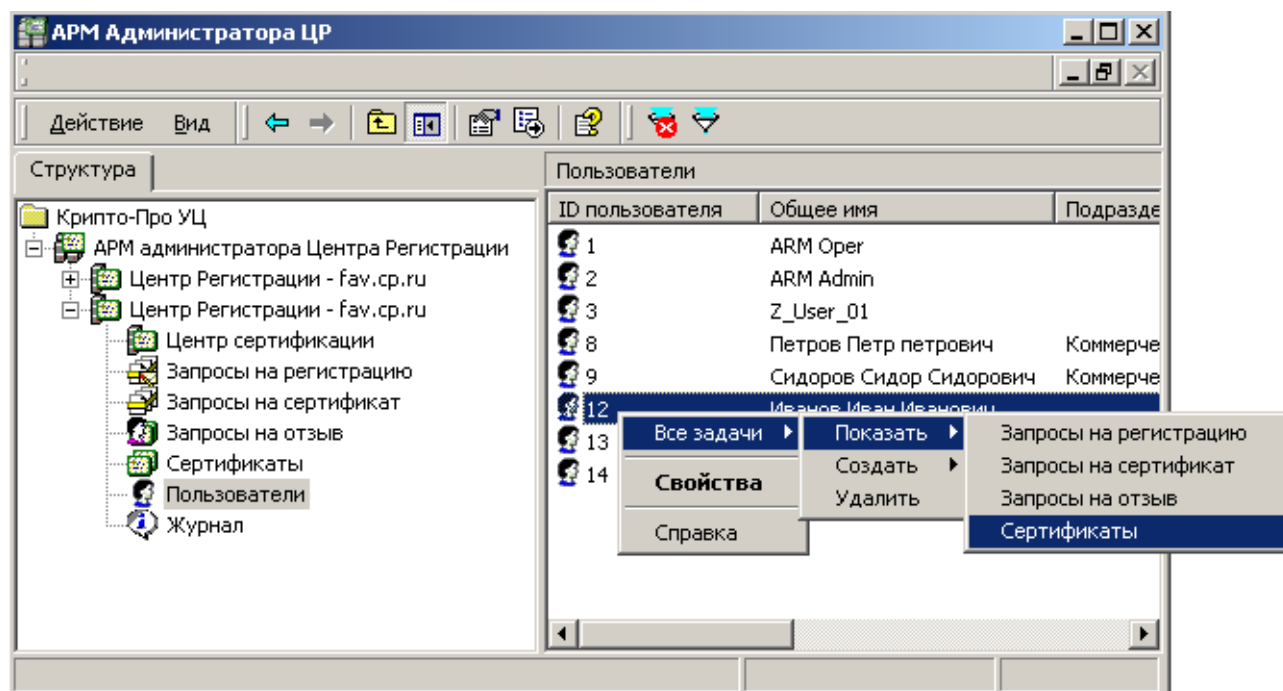 АРМ Администратора ЦР
Действие Вид
Структура
Пользователи
Крипто-Про УЦ
АРМ администратора Центра Регистрации
Центр Регистрации - fav.cp.ru
Центр Регистрации - fav.cp.ru
Центр сертификации
Запросы на регистрацию
Запросы на сертификат
Запросы на отзыв
Сертификаты
Пользователи
Журнал
ID пользователя Общее имя Подразде
1 ARM Oper
2 ARM Admin
3 Z_User_01
8 Петров Петр петрович Коммерче
9 Сидоров Сидор Сидорович Коммерче
12 Иванов Иван Иванович
13
14
Все задачи
Свойства
Справка
Показать
Создать
Удалить
Запросы на регистрацию
Запросы на сертификат
Запросы на отзыв
Сертификаты